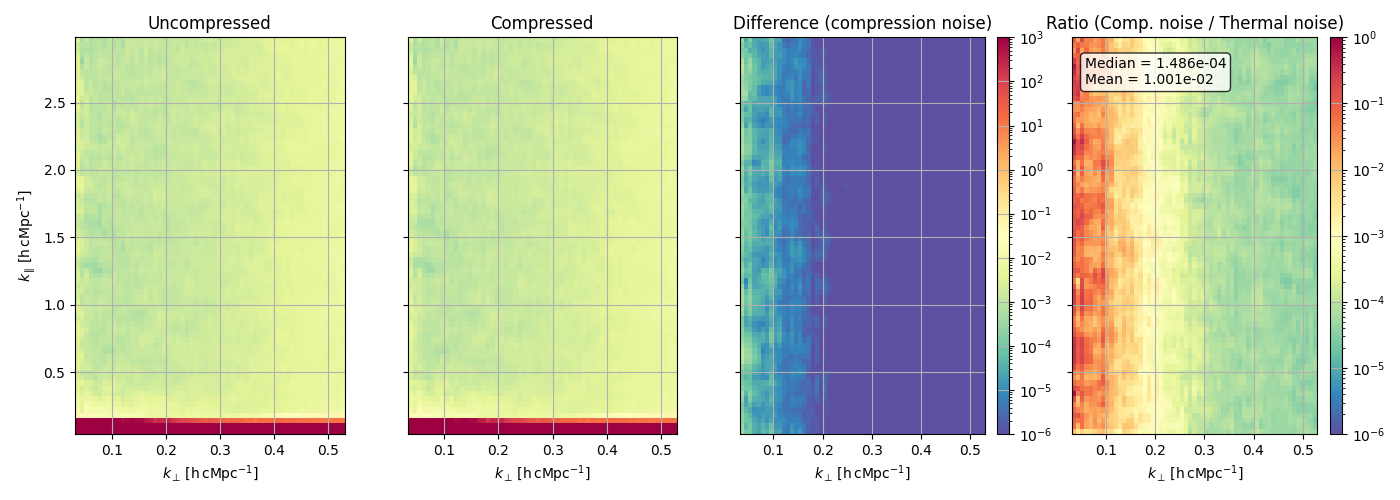 Uncompressed
Compressed
Difference (compression noise)
Ratio (Comp. noise / Thermal noise)
Median = 1.486e-04
Mean = 1.001e-02
k∥ [h cMpc⁻¹]
2.5
2.0
1.5
1.0
0.5
0.1 0.2 0.3 0.4 0.5
k⊥ [h cMpc⁻¹]
0.1 0.2 0.3 0.4 0.5
k⊥ [h cMpc⁻¹]
0.1 0.2 0.3 0.4 0.5
k⊥ [h cMpc⁻¹]
10³
10²
10¹
10⁰
10⁻¹
10⁻²
10⁻³
10⁻⁴
10⁻⁵
10⁻⁶
0.1 0.2 0.3 0.4 0.5
k⊥ [h cMpc⁻¹]
10⁰
10⁻¹
10⁻²
10⁻³
10⁻⁴
10⁻⁵
10⁻⁶